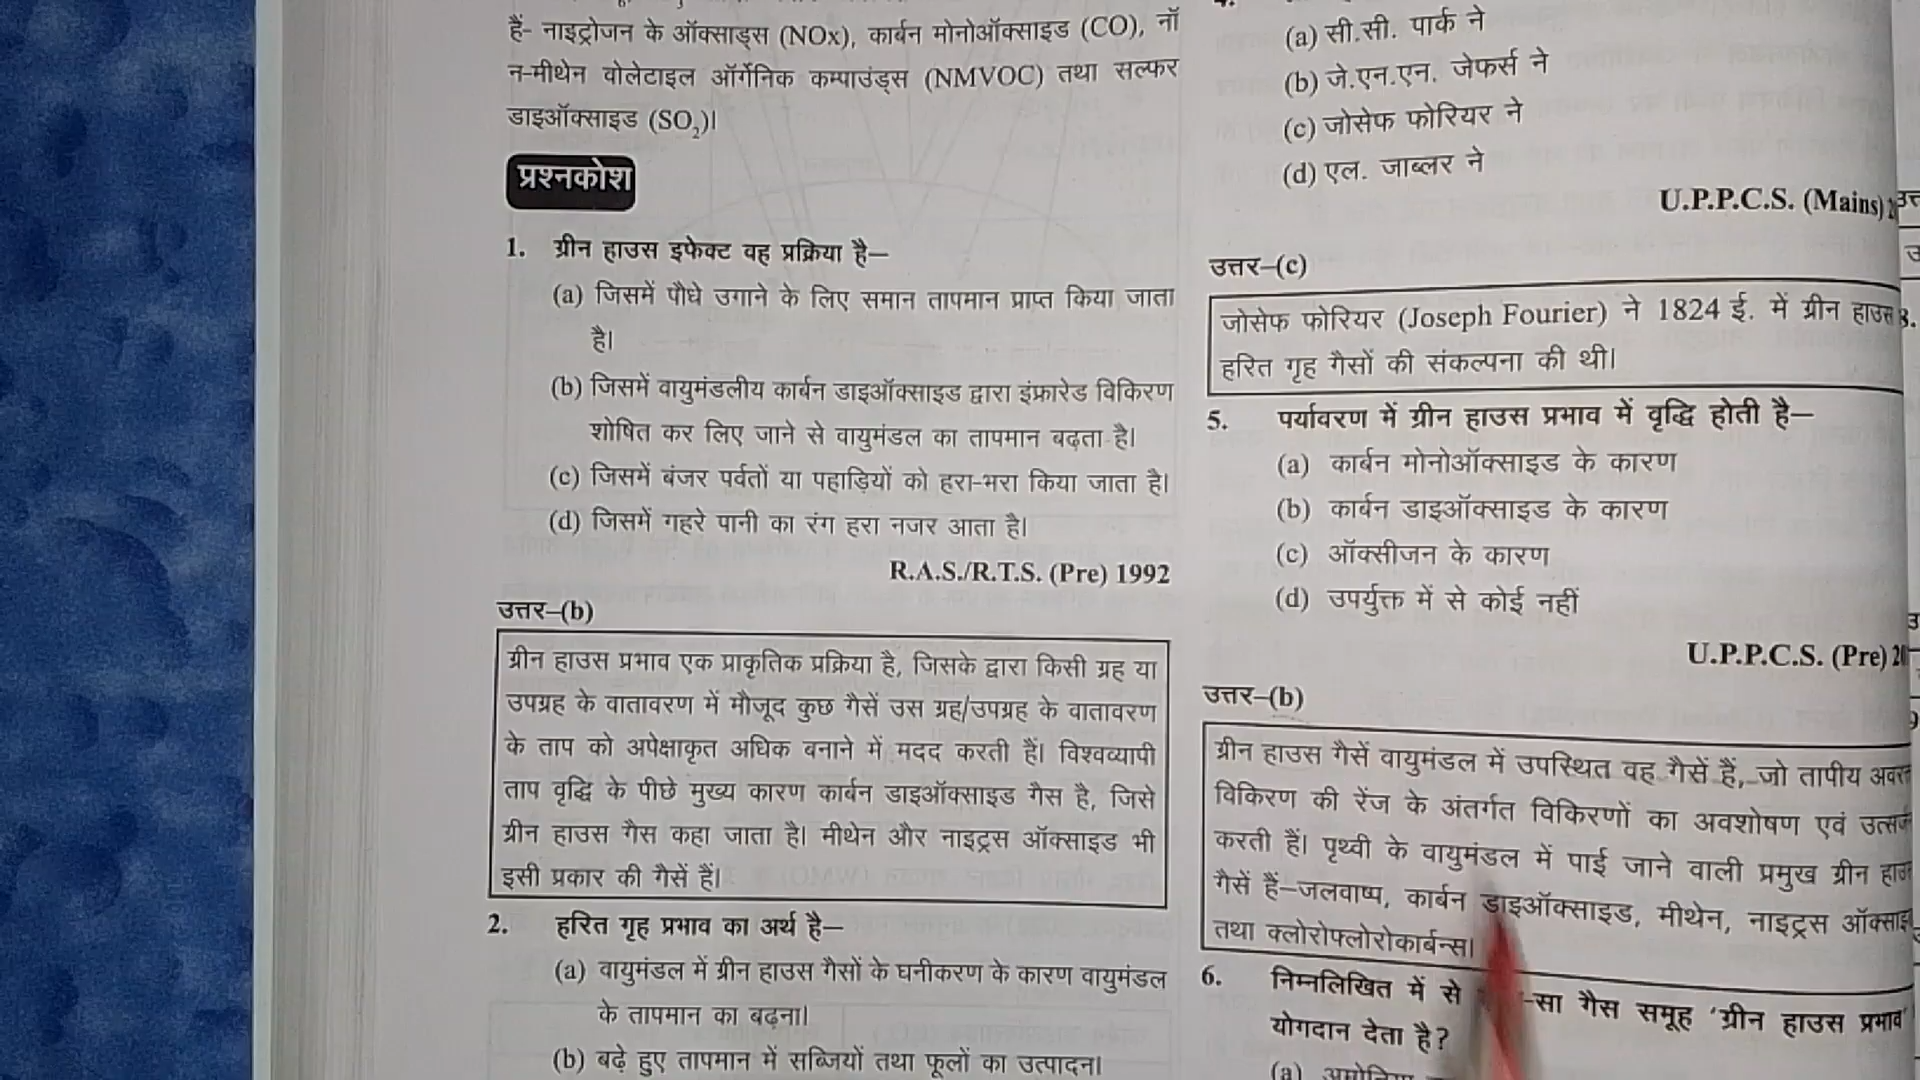 हैं- नाइट्रोजन के ऑक्साड्स (NOx), कार्बन मोनोऑक्साइड (CO), नॉ
न-मीथेन वोलेटाइल ऑर्गेनिक कम्पाउंड्स (NMVOC) तथा सल्फर
डाइऑक्साइड (SO₂)।
प्रश्नकोश
1. ग्रीन हाउस इफेक्ट वह प्रक्रिया है—
(a) जिसमें पौधे उगाने के लिए समान तापमान प्राप्त किया जाता
है।
(b) जिसमें वायुमंडलीय कार्बन डाइऑक्साइड द्वारा इंफ्रारेड विकिरण
शोषित कर लिए जाने से वायुमंडल का तापमान बढ़ता है।
(c) जिसमें बंजर पर्वतों या पहाड़ियों को हरा-भरा किया जाता है।
(d) जिसमें गहरे पानी का रंग हरा नजर आता है।
R.A.S./R.T.S. (Pre) 1992
उत्तर–(b)
ग्रीन हाउस प्रभाव एक प्राकृतिक प्रक्रिया है, जिसके द्वारा किसी ग्रह या
उपग्रह के वातावरण में मौजूद कुछ गैसें उस ग्रह/उपग्रह के वातावरण
के ताप को अपेक्षाकृत अधिक बनाने में मदद करती हैं। विश्वव्यापी
ताप वृद्धि के पीछे मुख्य कारण कार्बन डाइऑक्साइड गैस है, जिसे
ग्रीन हाउस गैस कहा जाता है। मीथेन और नाइट्रस ऑक्साइड भी
इसी प्रकार की गैसें हैं।
2. हरित गृह प्रभाव का अर्थ है—
(a) वायुमंडल में ग्रीन हाउस गैसों के घनीकरण के कारण वायुमंडल
के तापमान का बढ़ना।
(b) बढ़े हुए तापमान में सब्जियों तथा फूलों का उत्पादन।
(a) सी.सी. पार्क ने
(b) जे.एन.एन. जेफर्स ने
(c) जोसेफ फोरियर ने
(d) एल. जाब्लर ने
U.P.P.C.S. (Mains)
उत्तर–(c)
जोसेफ फोरियर (Joseph Fourier) ने 1824 ई. में ग्रीन हाउस
हरित गृह गैसों की संकल्पना की थी।
5. पर्यावरण में ग्रीन हाउस प्रभाव में वृद्धि होती है—
(a) कार्बन मोनोऑक्साइड के कारण
(b) कार्बन डाइऑक्साइड के कारण
(c) ऑक्सीजन के कारण
(d) उपर्युक्त में से कोई नहीं
U.P.P.C.S. (Pre)
उत्तर–(b)
ग्रीन हाउस गैसें वायुमंडल में उपस्थित वह गैसें हैं, जो तापीय
विकिरण की रेंज के अंतर्गत विकिरणों का अवशोषण एवं
करती हैं। पृथ्वी के वायुमंडल में पाई जाने वाली प्रमुख ग्रीन
गैसें हैं–जलवाष्प, कार्बन डाइऑक्साइड, मीथेन, नाइट्रस
तथा क्लोरोफ्लोरोकार्बन्स।
6. निम्नलिखित में से -सा गैस समूह 'ग्रीन हाउस प्रभाव'
योगदान देता है?
(a)